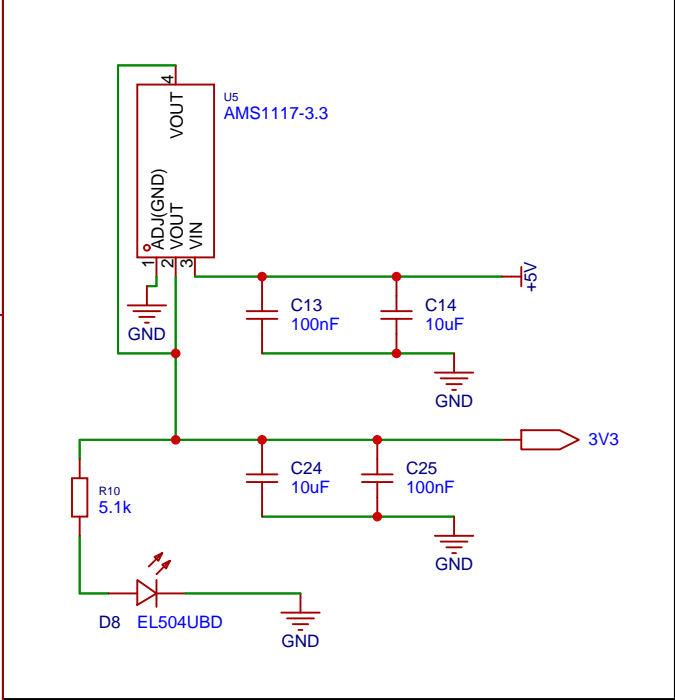 U5
AMS1117-3.3
4
VOUT
ADJ(GND)
VOUT
VIN
1
2
3
+5V
GND
C13
100nF
C14
10uF
GND
3V3
C24
10uF
C25
100nF
R10
5.1k
GND
D8 EL504UBD
GND